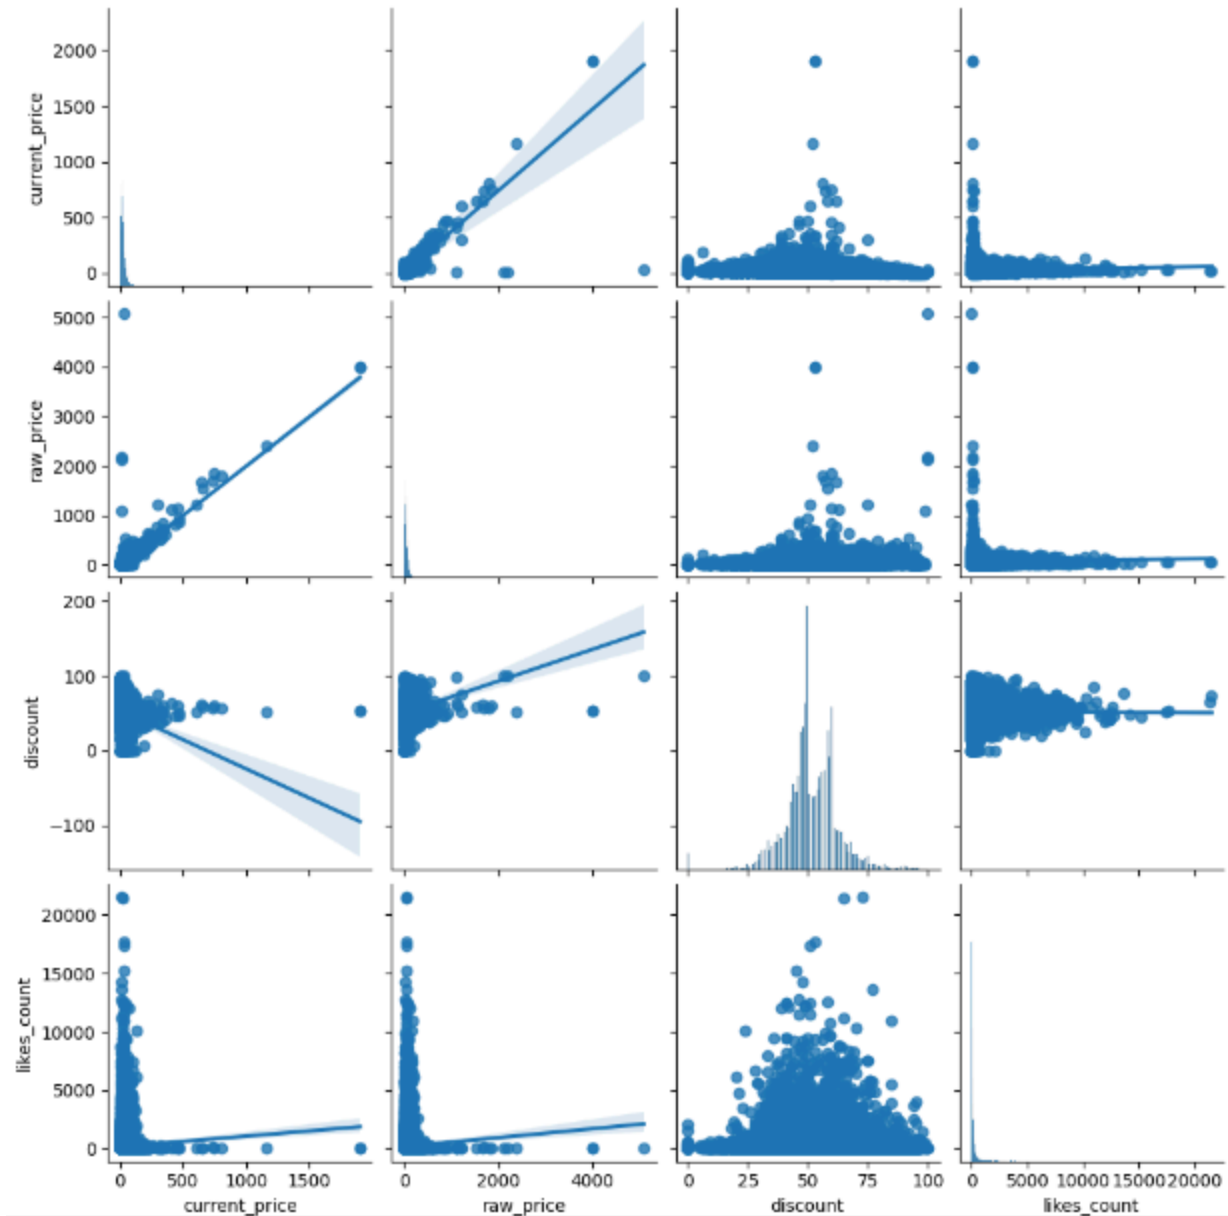 2000
1500
1000
500
0
current_price
5000
4000
3000
2000
1000
0
raw_price
200
100
0
−100
discount
20000
15000
10000
5000
0
likes_count
0 500 1000 1500
0 2000 4000
0 25 50 75 100
0 5000 10000 15000 20000
current_price raw_price discount likes_count